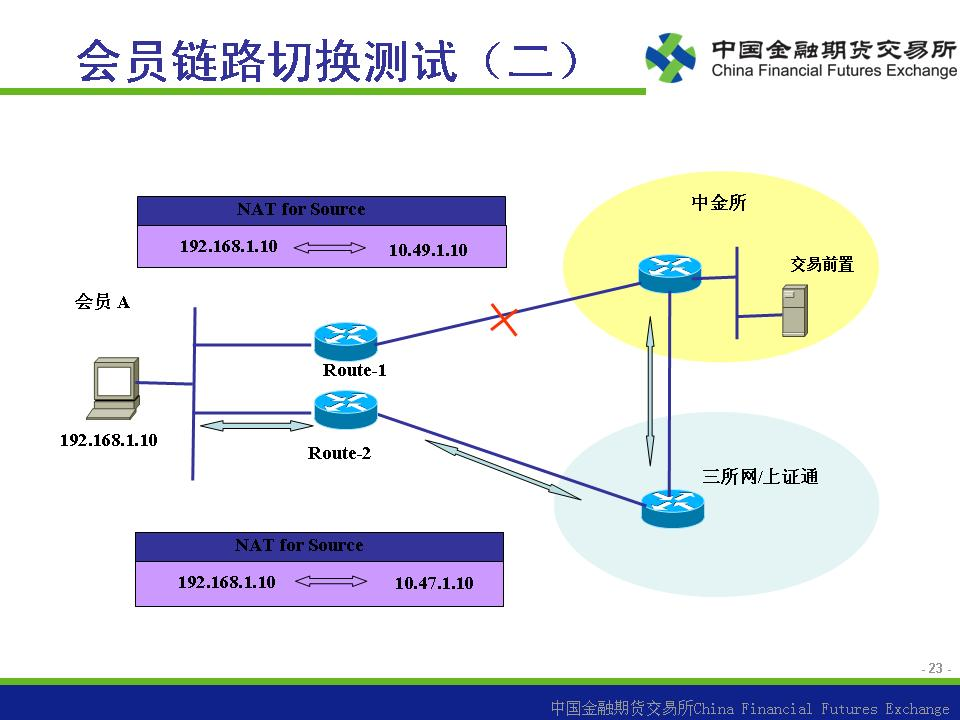 会员链路切换测试（二）
中国金融期货交易所
China Financial Futures Exchange
NAT for Source
192.168.1.10
10.49.1.10
中金所
交易前置
会员 A
Route-1
192.168.1.10
Route-2
三所网/上证通
NAT for Source
192.168.1.10
10.47.1.10
- 23 -
中国金融期货交易所China Financial Futures Exchange